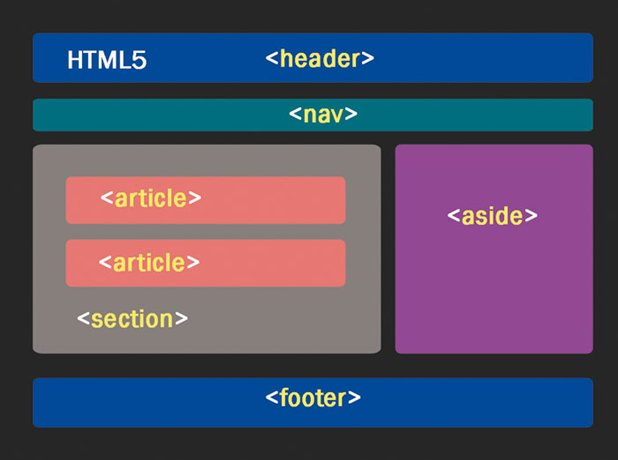 HTML5 <header>
<nav>
<article>
<article>
<section>
<aside>
<footer>